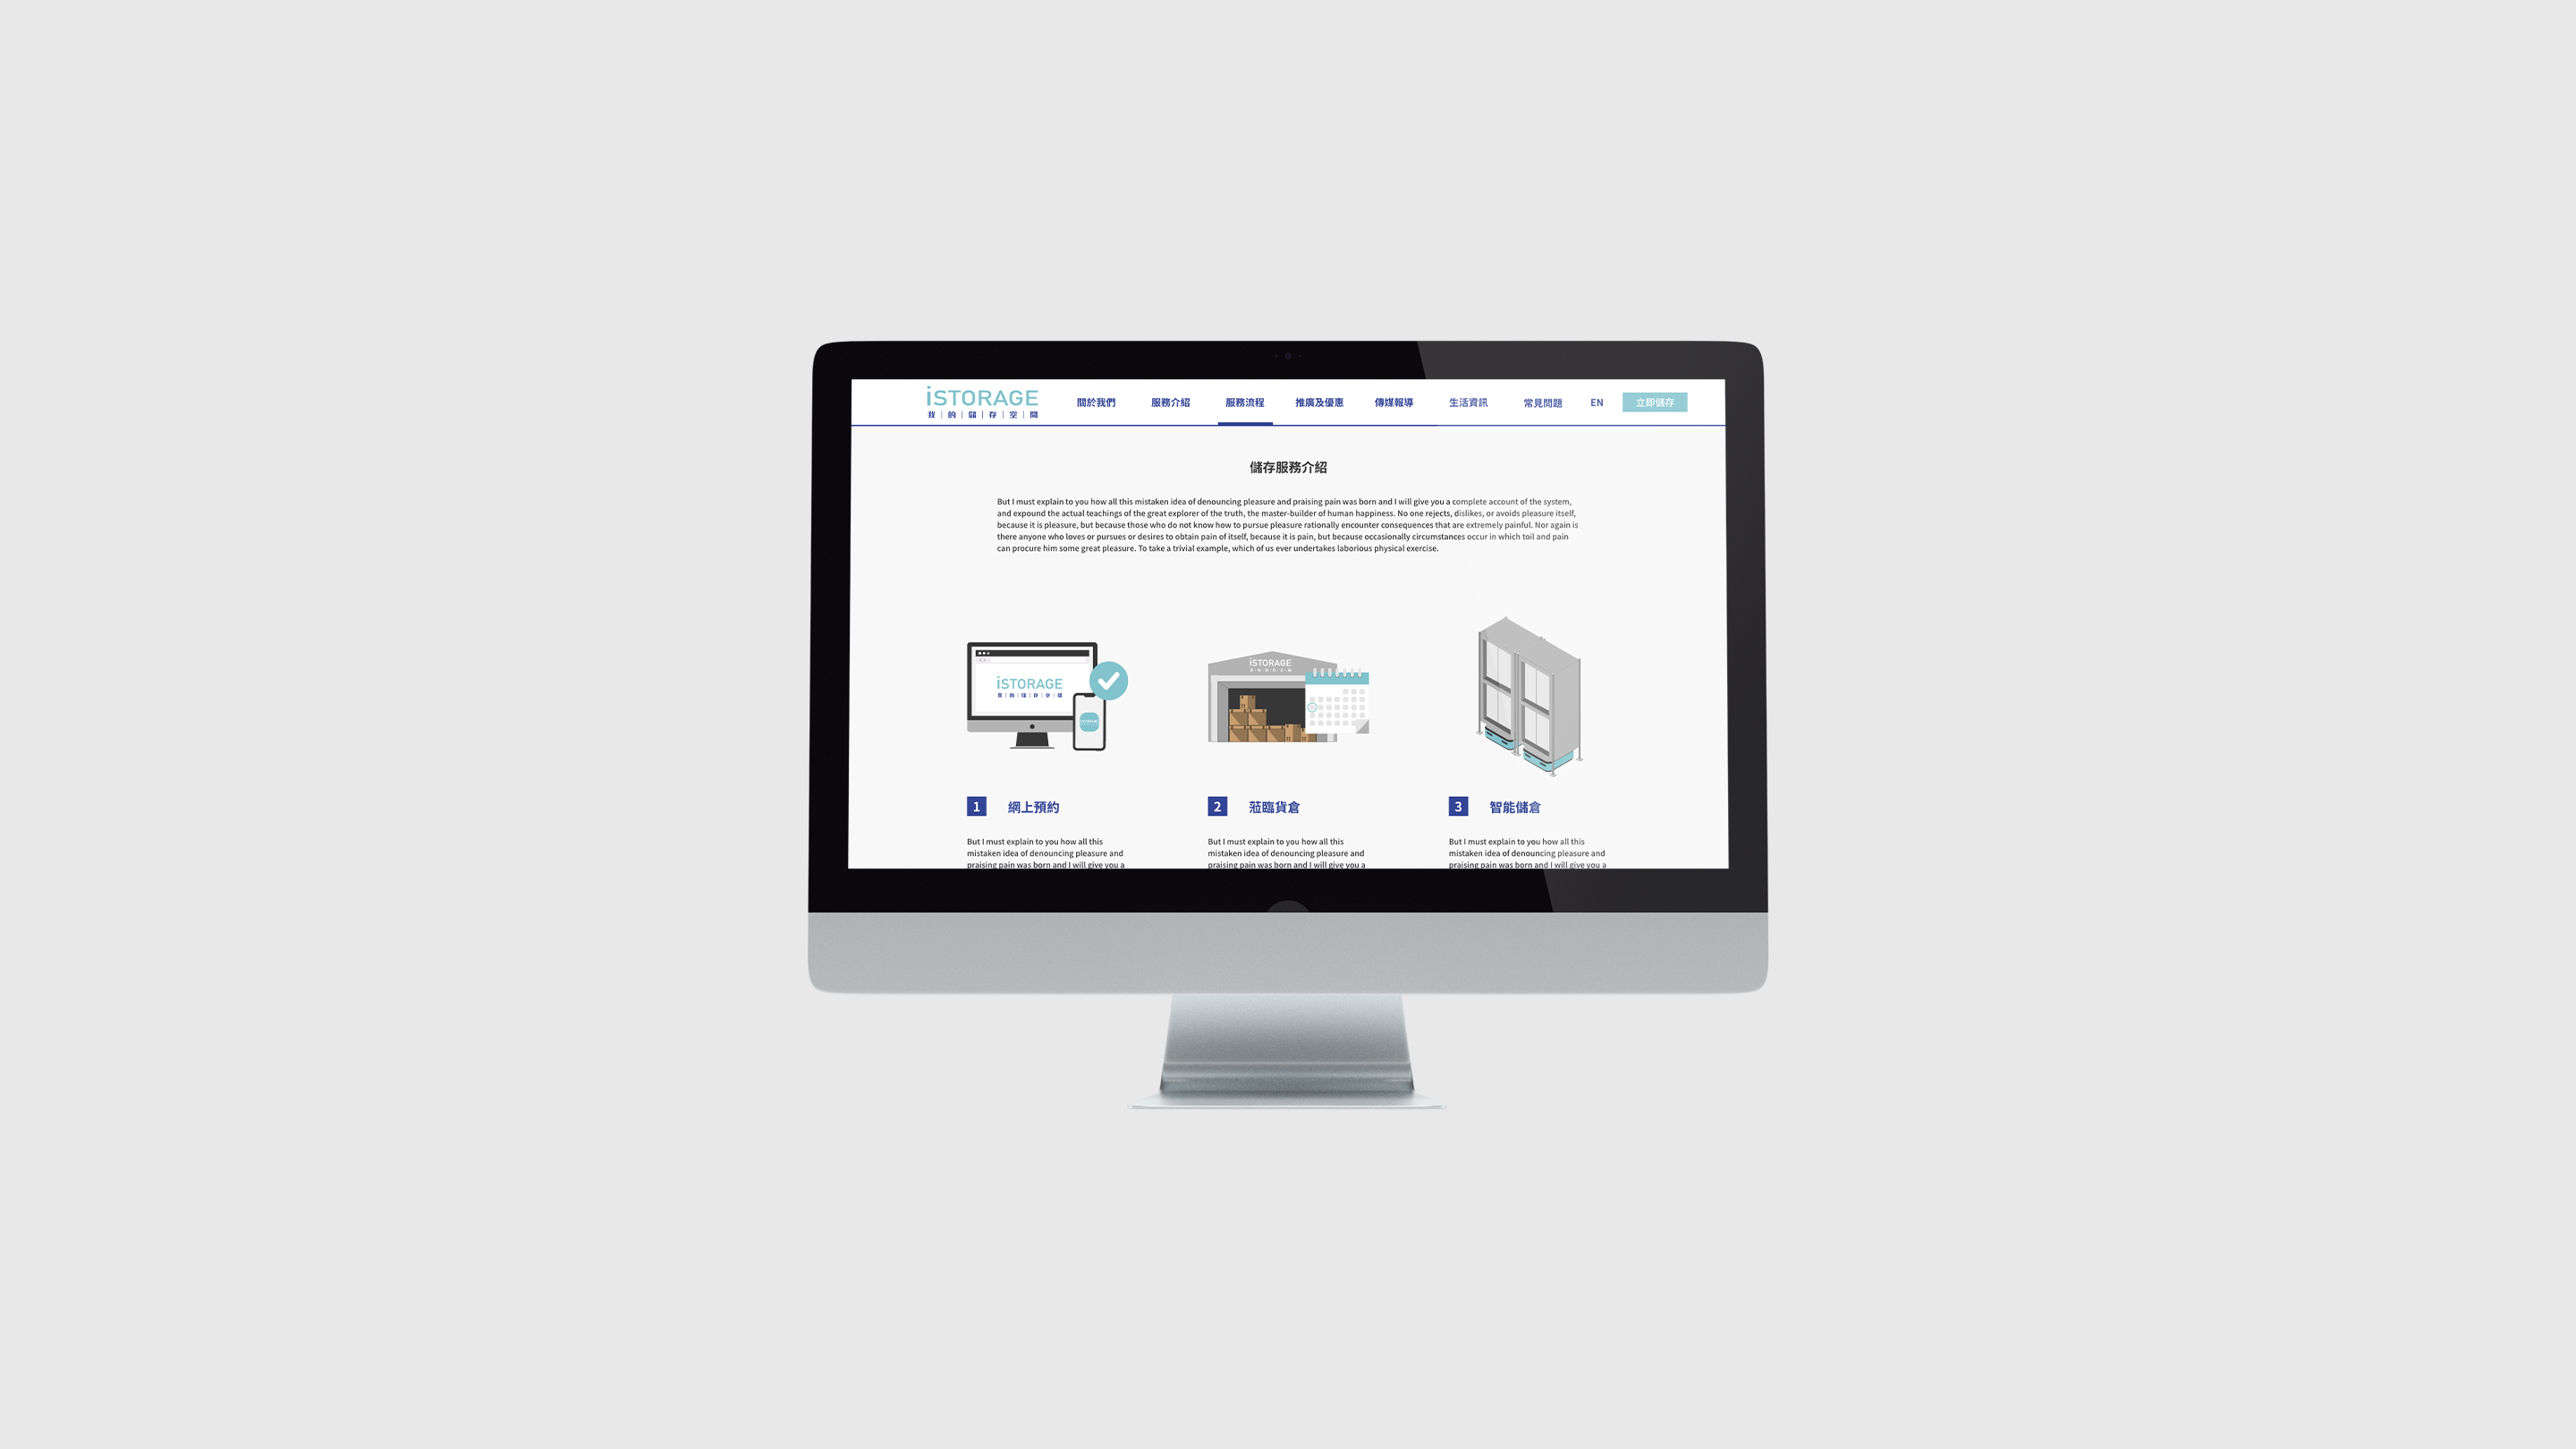 iSTORAGE
我|的|儲|存|空|間
關於我們 服務介紹 服務流程 推廣及優惠 傳媒報導 生活資訊 常見問題 EN 立即儲存
儲存服務介紹
But I must explain to you how all this mistaken idea of denouncing pleasure and praising pain was born and I will give you a complete account of the system,
and expound the actual teachings of the great explorer of the truth, the master-builder of human happiness. No one rejects, dislikes, or avoids pleasure itself,
because it is pleasure, but because those who do not know how to pursue pleasure rationally encounter consequences that are extremely painful. Nor again is
there anyone who loves or pursues or desires to obtain pain of itself, because it is pain, but because occasionally circumstances occur in which toil and pain
can procure him some great pleasure. To take a trivial example, which of us ever undertakes laborious physical exercise.
iSTORAGE
我|的|儲|存|空|間
iSTORAGE
1 網上預約
But I must explain to you how all this
mistaken idea of denouncing pleasure and
praising pain was born and I will give you a
2 蒞臨貨倉
But I must explain to you how all this
mistaken idea of denouncing pleasure and
praising pain was born and I will give you a
3 智能儲倉
But I must explain to you how all this
mistaken idea of denouncing pleasure and
praising pain was born and I will give you a